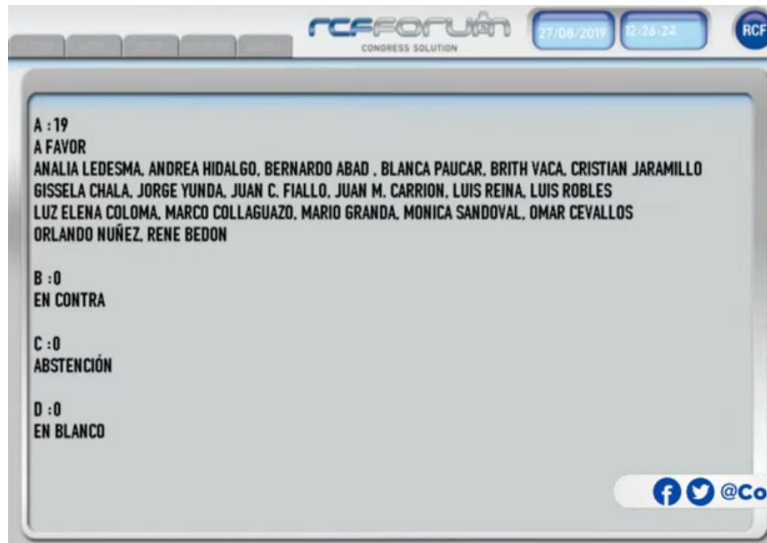 RCFFORUM
CONGRESS SOLUTION
27/08/2019
12:26:24
RCF
A :19
A FAVOR
ANALIA LEDESMA, ANDREA HIDALGO, BERNARDO ABAD , BLANCA PAUCAR, BRITH VACA, CRISTIAN JARAMILLO
GISSELA CHALA, JORGE YUNDA, JUAN C. FIALLO, JUAN M. CARRION, LUIS REINA, LUIS ROBLES
LUZ ELENA COLOMA, MARCO COLLAGUAZO, MARIO GRANDA, MONICA SANDOVAL, OMAR CEVALLOS
ORLANDO NUÑEZ, RENE BEDON
B :0
EN CONTRA
C :0
ABSTENCIÓN
D :0
EN BLANCO
@Co